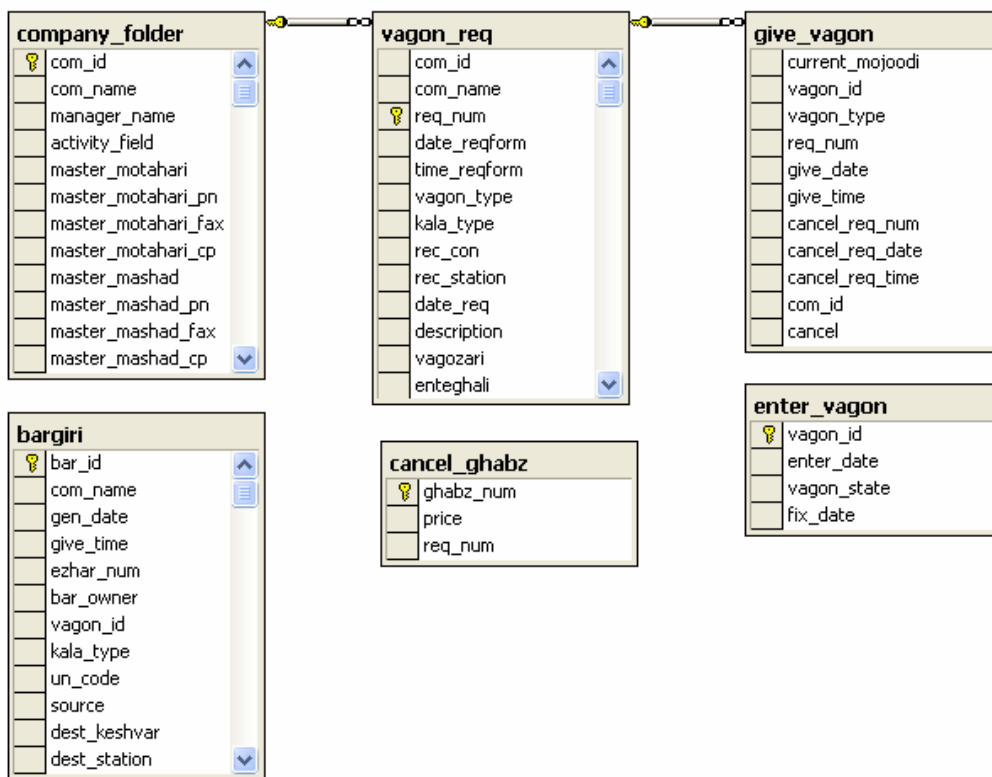 company_folder
com_id
com_name
manager_name
activity_field
master_motahari
master_motahari_pn
master_motahari_fax
master_motahari_cp
master_mashad
master_mashad_pn
master_mashad_fax
master_mashad_cp
vagon_req
com_id
com_name
req_num
date_reqform
time_reqform
vagon_type
kala_type
rec_con
rec_station
date_req
description
vagozari
enteghali
give_vagon
current_mojoodi
vagon_id
vagon_type
req_num
give_date
give_time
cancel_req_num
cancel_req_date
cancel_req_time
com_id
cancel
bargiri
bar_id
com_name
gen_date
give_time
ezhar_num
bar_owner
vagon_id
kala_type
un_code
source
dest_keshvar
dest_station
cancel_ghabz
ghabz_num
price
req_num
enter_vagon
vagon_id
enter_date
vagon_state
fix_date